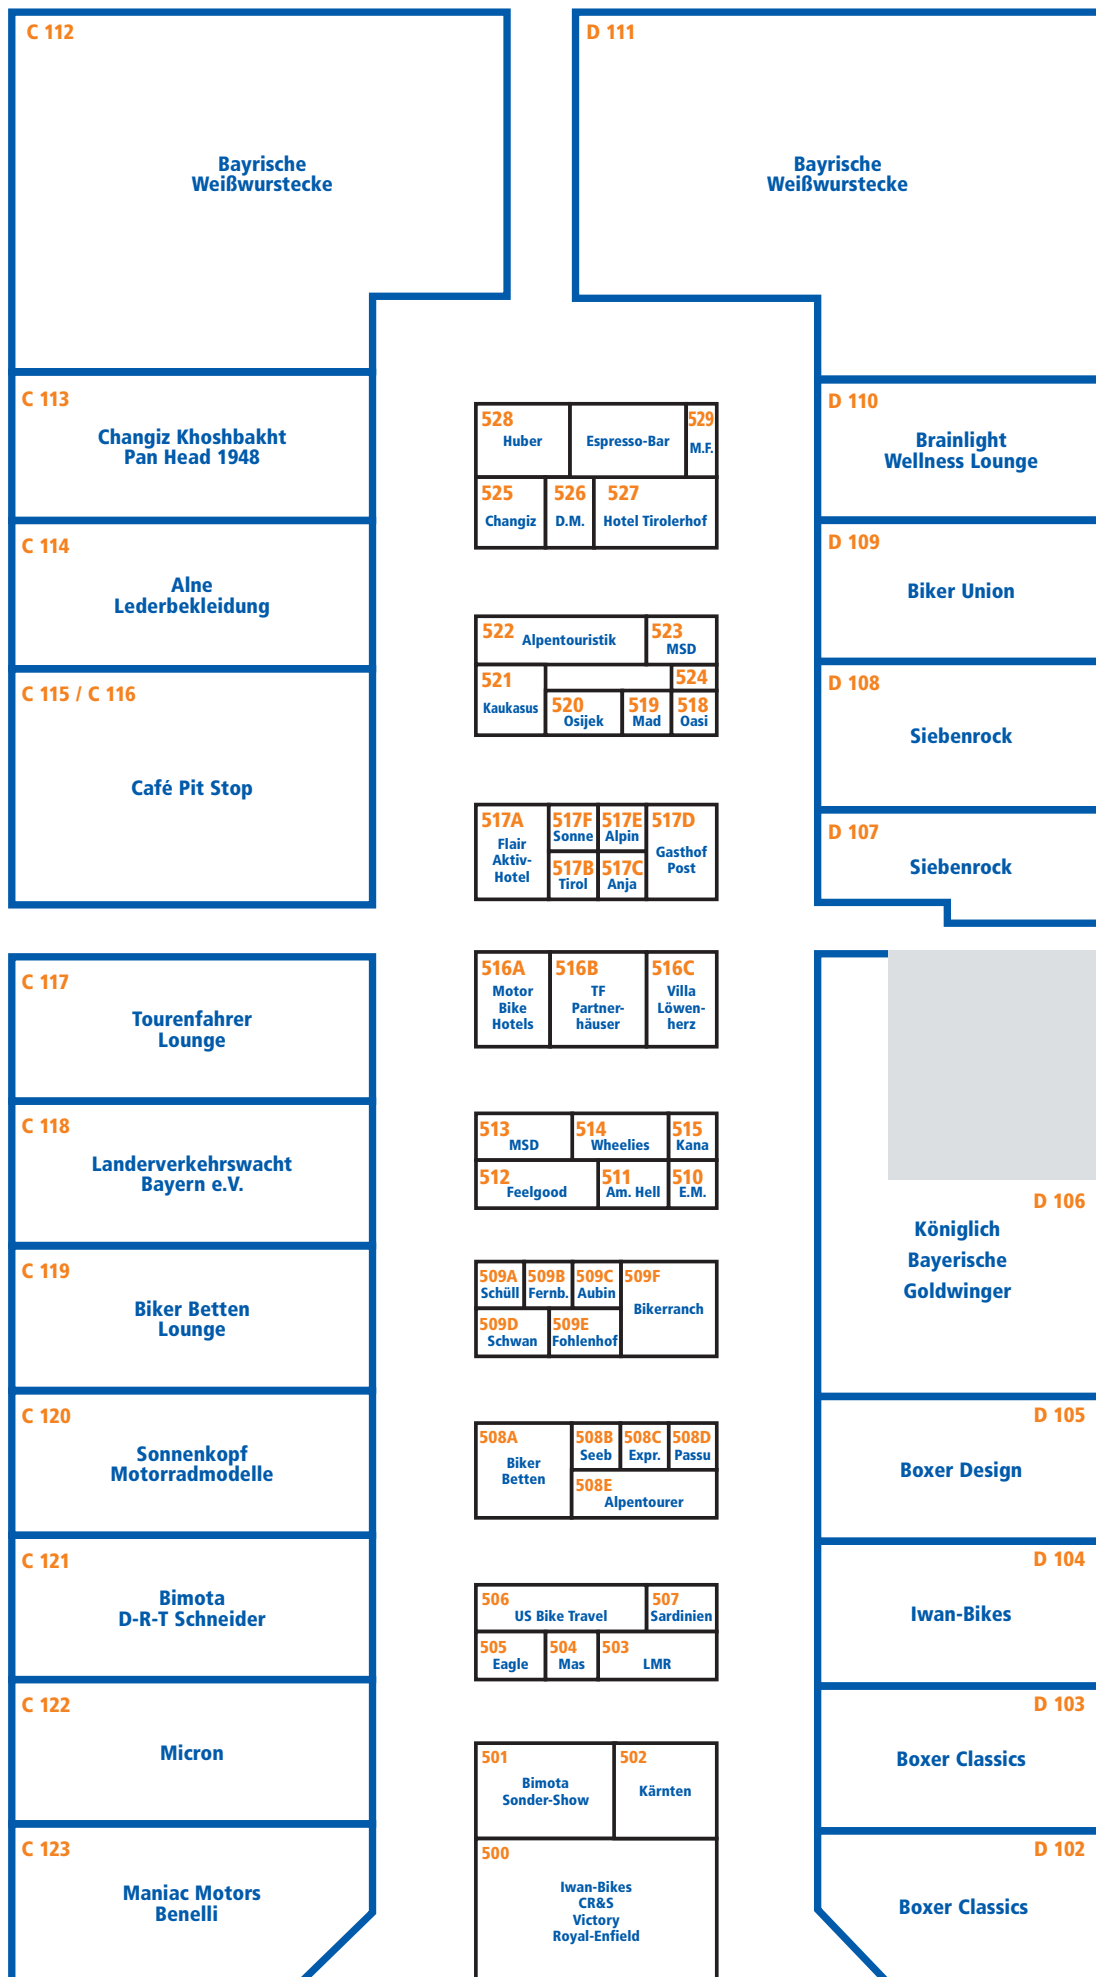 C 112
Bayrische
Weißwurstecke
D 111
Bayrische
Weißwurstecke
C 113
Changiz Khoshbakht
Pan Head 1948
C 114
Alne
Lederbekleidung
C 115 / C 116
Café Pit Stop
C 117
Tourenfahrer
Lounge
C 118
Landerverkehrswacht
Bayern e.V.
C 119
Biker Betten
Lounge
C 120
Sonnenkopf
Motorradmodelle
C 121
Bimota
D-R-T Schneider
C 122
Micron
C 123
Maniac Motors
Benelli
528
Huber
Espresso-Bar
529
M.F.
525
Changiz
526
D.M.
527
Hotel Tirolerhof
522
Alpentouristik
523
MSD
521
Kaukasus
524
520
Osijek
519
Mad
518
Oasi
517A
Flair
Aktiv-
Hotel
517F
Sonne
517E
Alpin
517D
Gasthof
Post
517B
Tirol
517C
Anja
516A
Motor
Bike
Hotels
516B
TF
Partner-
häuser
516C
Villa
Löwen-
herz
513
MSD
514
Wheelies
515
Kana
512
Feelgood
511
Am. Hell
510
E.M.
509A
Schüll
509B
Fernb.
509C
Aubin
509F
Bikerranch
509D
Schwan
509E
Fohlenhof
508A
Biker
Betten
508B
Seeb
508C
Expr.
508D
Passu
508E
Alpentourer
506
US Bike Travel
507
Sardinien
505
Eagle
504
Mas
503
LMR
501
Bimota
Sonder-Show
502
Kärnten
500
Iwan-Bikes
CR&S
Victory
Royal-Enfield
D 110
Brainlight
Wellness Lounge
D 109
Biker Union
D 108
Siebenrock
D 107
Siebenrock
D 106
Königlich
Bayerische
Goldwinger
D 105
Boxer Design
D 104
Iwan-Bikes
D 103
Boxer Classics
D 102
Boxer Classics